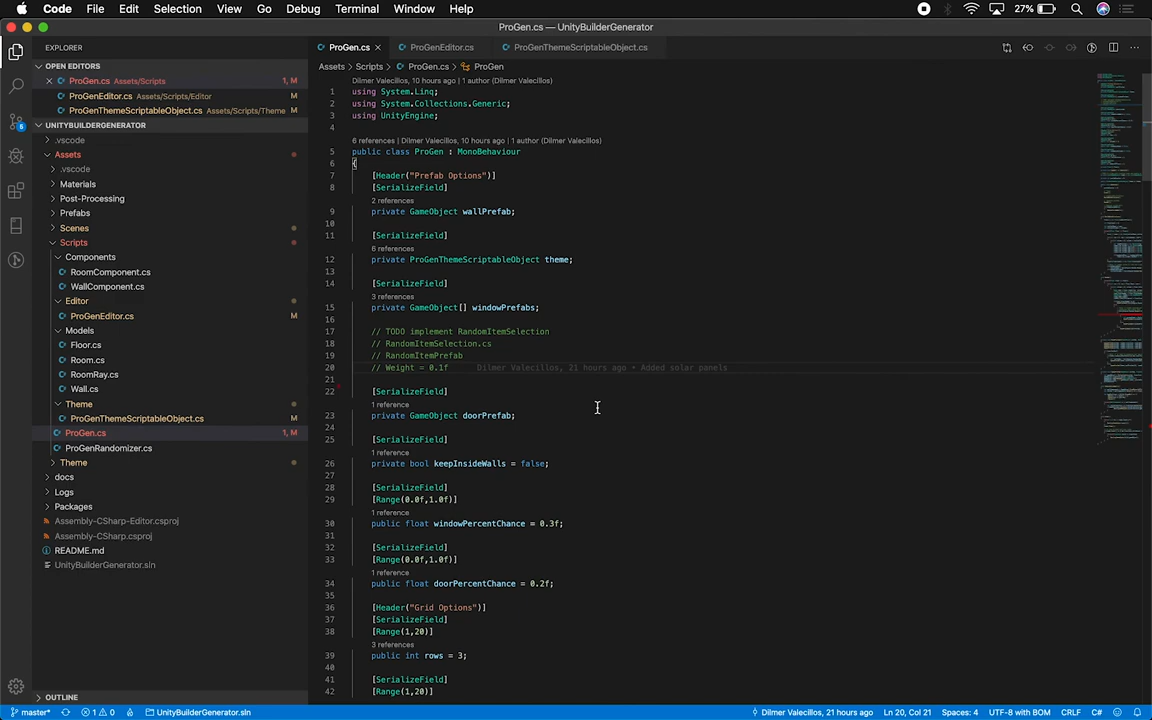 Code File Edit Selection View Go Debug Terminal Window Help 27%
ProGen.cs — UnityBuilderGenerator
EXPLORER
OPEN EDITORS
ProGen.cs Assets/Scripts 1, M
ProGenEditor.cs Assets/Scripts/Editor M
ProGenThemeScriptableObject.cs Assets/Scripts/Theme M
UNITYBUILDERGENERATOR
.vscode
Assets
.vscode
Materials
Post-Processing
Prefabs
Scenes
Scripts
Components
RoomComponent.cs
WallComponent.cs
Editor
ProGenEditor.cs M
Models
Floor.cs
Room.cs
RoomRay.cs
Wall.cs
Theme
ProGenThemeScriptableObject.cs M
ProGen.cs 1, M
ProGenRandomizer.cs
Theme
docs
Logs
Packages
Assembly-CSharp-Editor.csproj
Assembly-CSharp.csproj
README.md
UnityBuilderGenerator.sln
OUTLINE
ProGen.cs ProGenEditor.cs ProGenThemeScriptableObject.cs
Assets > Scripts > ProGen.cs > ProGen
Dilmer Valecillos, 10 hours ago | 1 author (Dilmer Valecillos)
1 using System.Linq;
2 using System.Collections.Generic;
3 using UnityEngine;
4
6 references | Dilmer Valecillos, 10 hours ago | 1 author (Dilmer Valecillos)
5 public class ProGen : MonoBehaviour
6 {
7 [Header("Prefab Options")]
8 [SerializeField]
2 references
9 private GameObject wallPrefab;
10
11 [SerializeField]
6 references
12 private ProGenThemeScriptableObject theme;
13
14 [SerializeField]
3 references
15 private GameObject[] windowPrefabs;
16
17 // TODO implement RandomItemSelection
18 // RandomItemSelection.cs
19 // RandomItemPrefab
20 // Weight = 0.1f Dilmer Valecillos, 21 hours ago • Added solar panels
21
22 [SerializeField]
1 reference
23 private GameObject doorPrefab;
24
25 [SerializeField]
1 reference
26 private bool keepInsideWalls = false;
27
28 [SerializeField]
29 [Range(0.0f,1.0f)]
1 reference
30 public float windowPercentChance = 0.3f;
31
32 [SerializeField]
33 [Range(0.0f,1.0f)]
1 reference
34 public float doorPercentChance = 0.2f;
35
36 [Header("Grid Options")]
37 [SerializeField]
38 [Range(1,20)]
3 references
39 public int rows = 3;
40
41 [SerializeField]
42 [Range(1,20)]
master* 1 0 UnityBuilderGenerator.sln Dilmer Valecillos, 21 hours ago Ln 20, Col 21 Spaces: 4 UTF-8 with BOM CRLF C#